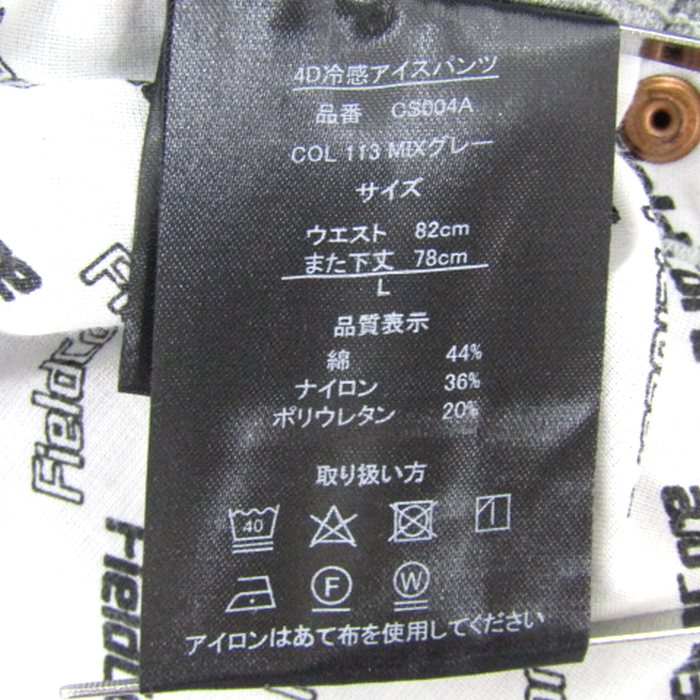 4D冷感アイスパンツ
品番 CS004A
COL 113 MIXグレー
サイズ
ウエスト 82cm
また下丈 78cm
L
品質表示
綿 44%
ナイロン 36%
ポリウレタン 20%
取り扱い方
40
F
W
アイロンはあて布を使用してください
Field